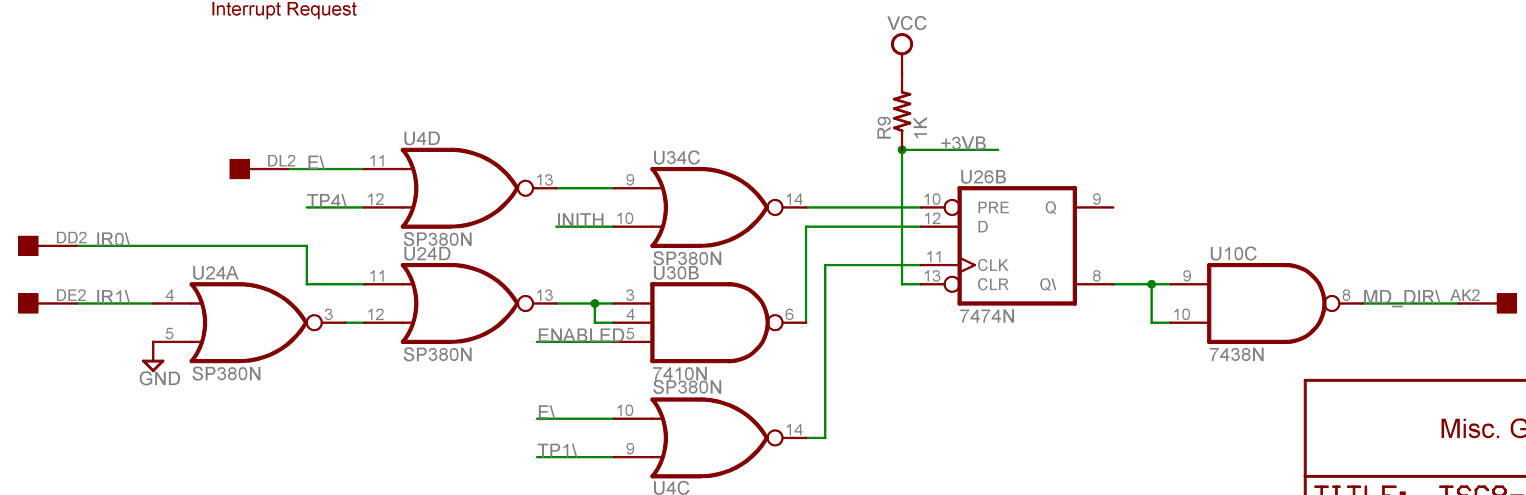 Interrupt Request
VCC
R9
1K
+3VB
U4D
DL2 E\ 11
13
TP4\ 12
SP380N
U34C
9
14
INITH 10
SP380N
U26B
10 PRE Q 9
12 D
11 CLK
13 CLR Q\ 8
7474N
DD2 IR0\
U24A
DE2 IR1\ 4
3
5
GND
SP380N
U24D
11
13
12
SP380N
U30B
3
4
6
ENABLED 5
7410N
SP380N
E\ 10
14
TP1\ 9
U4C
U10C
9
8 MD_DIR\ AK2
10
7438N
Misc. G
TITLE: TSC8-